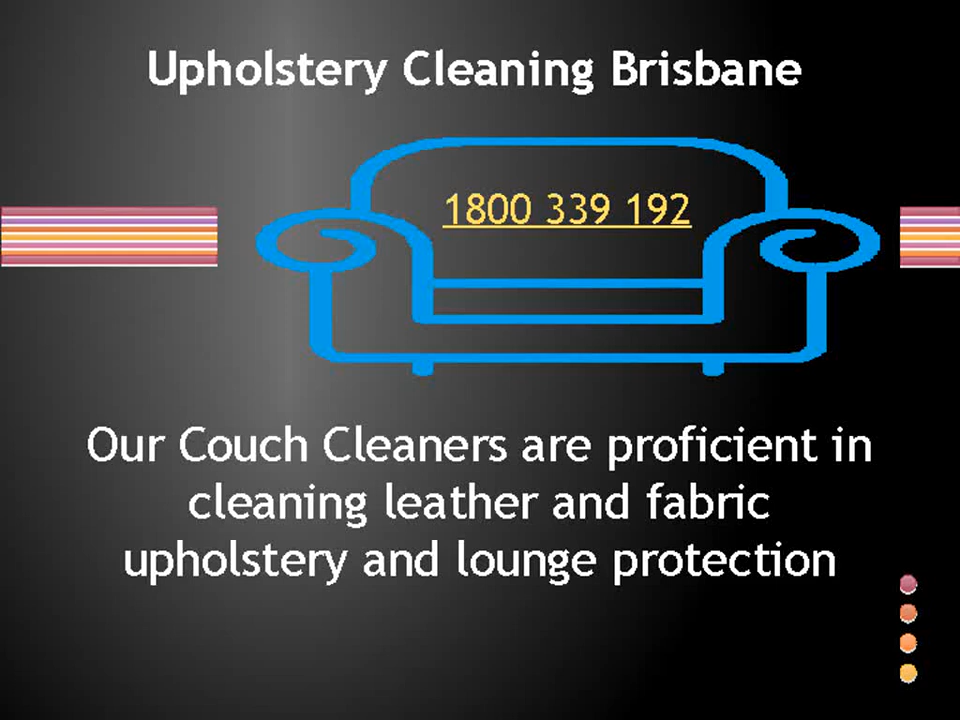 Upholstery Cleaning Brisbane
1800 339 192
Our Couch Cleaners are proficient in
cleaning leather and fabric
upholstery and lounge protection